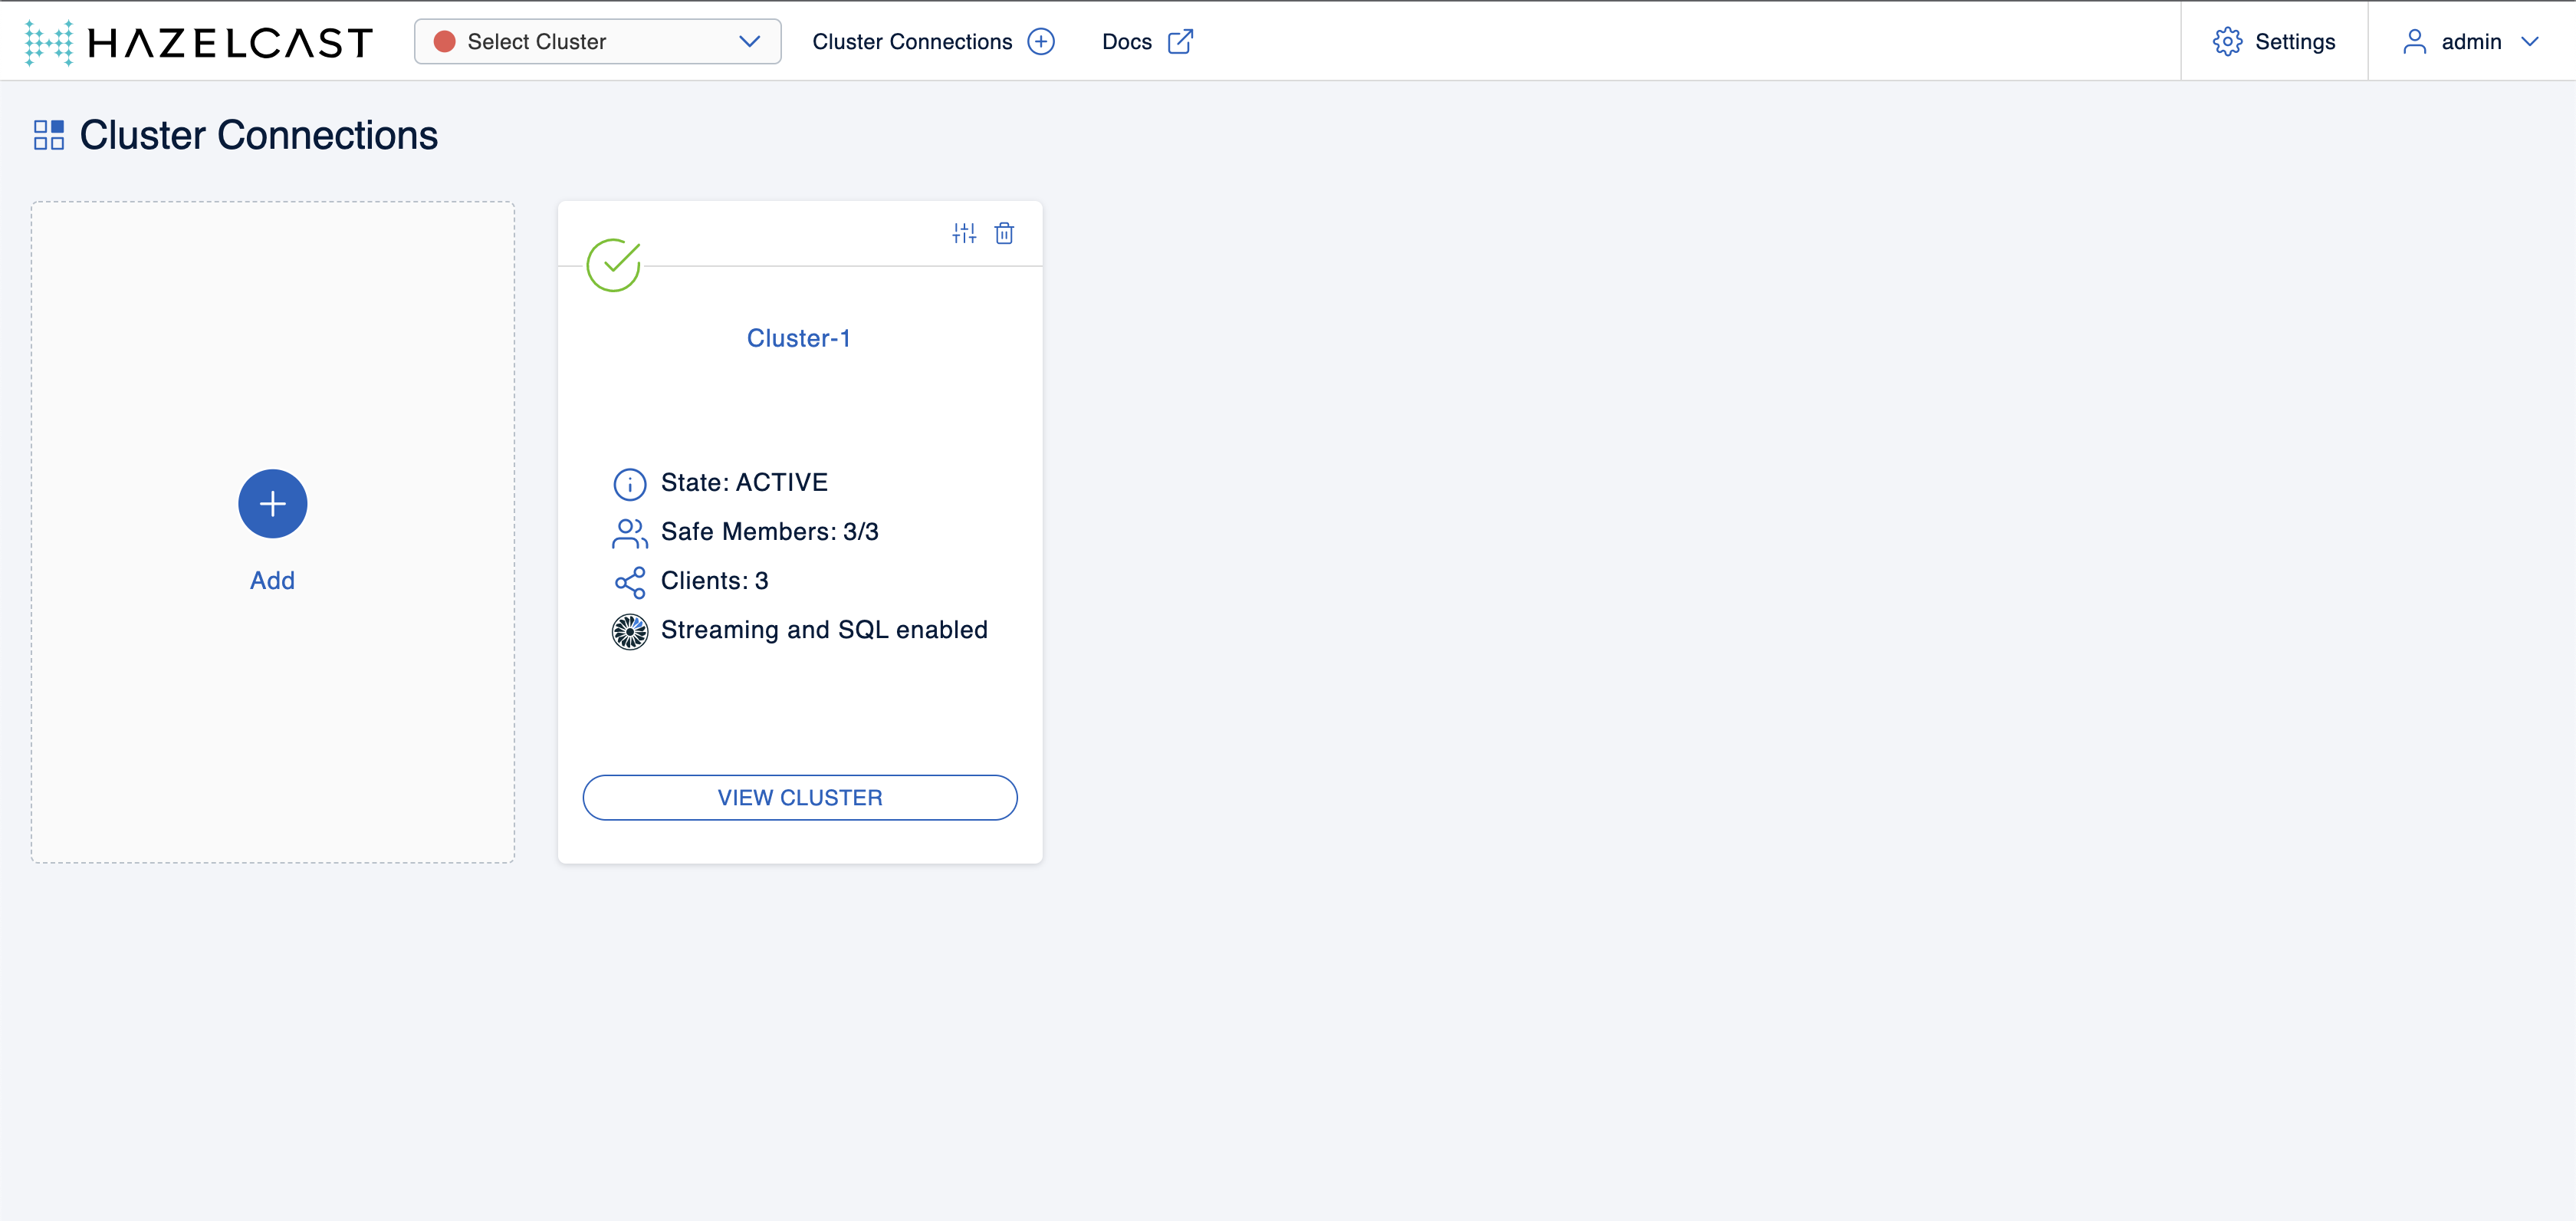 HAZELCAST
Select Cluster
Cluster Connections
Docs
Settings
admin
Cluster Connections
Add
Cluster-1
State: ACTIVE
Safe Members: 3/3
Clients: 3
Streaming and SQL enabled
VIEW CLUSTER